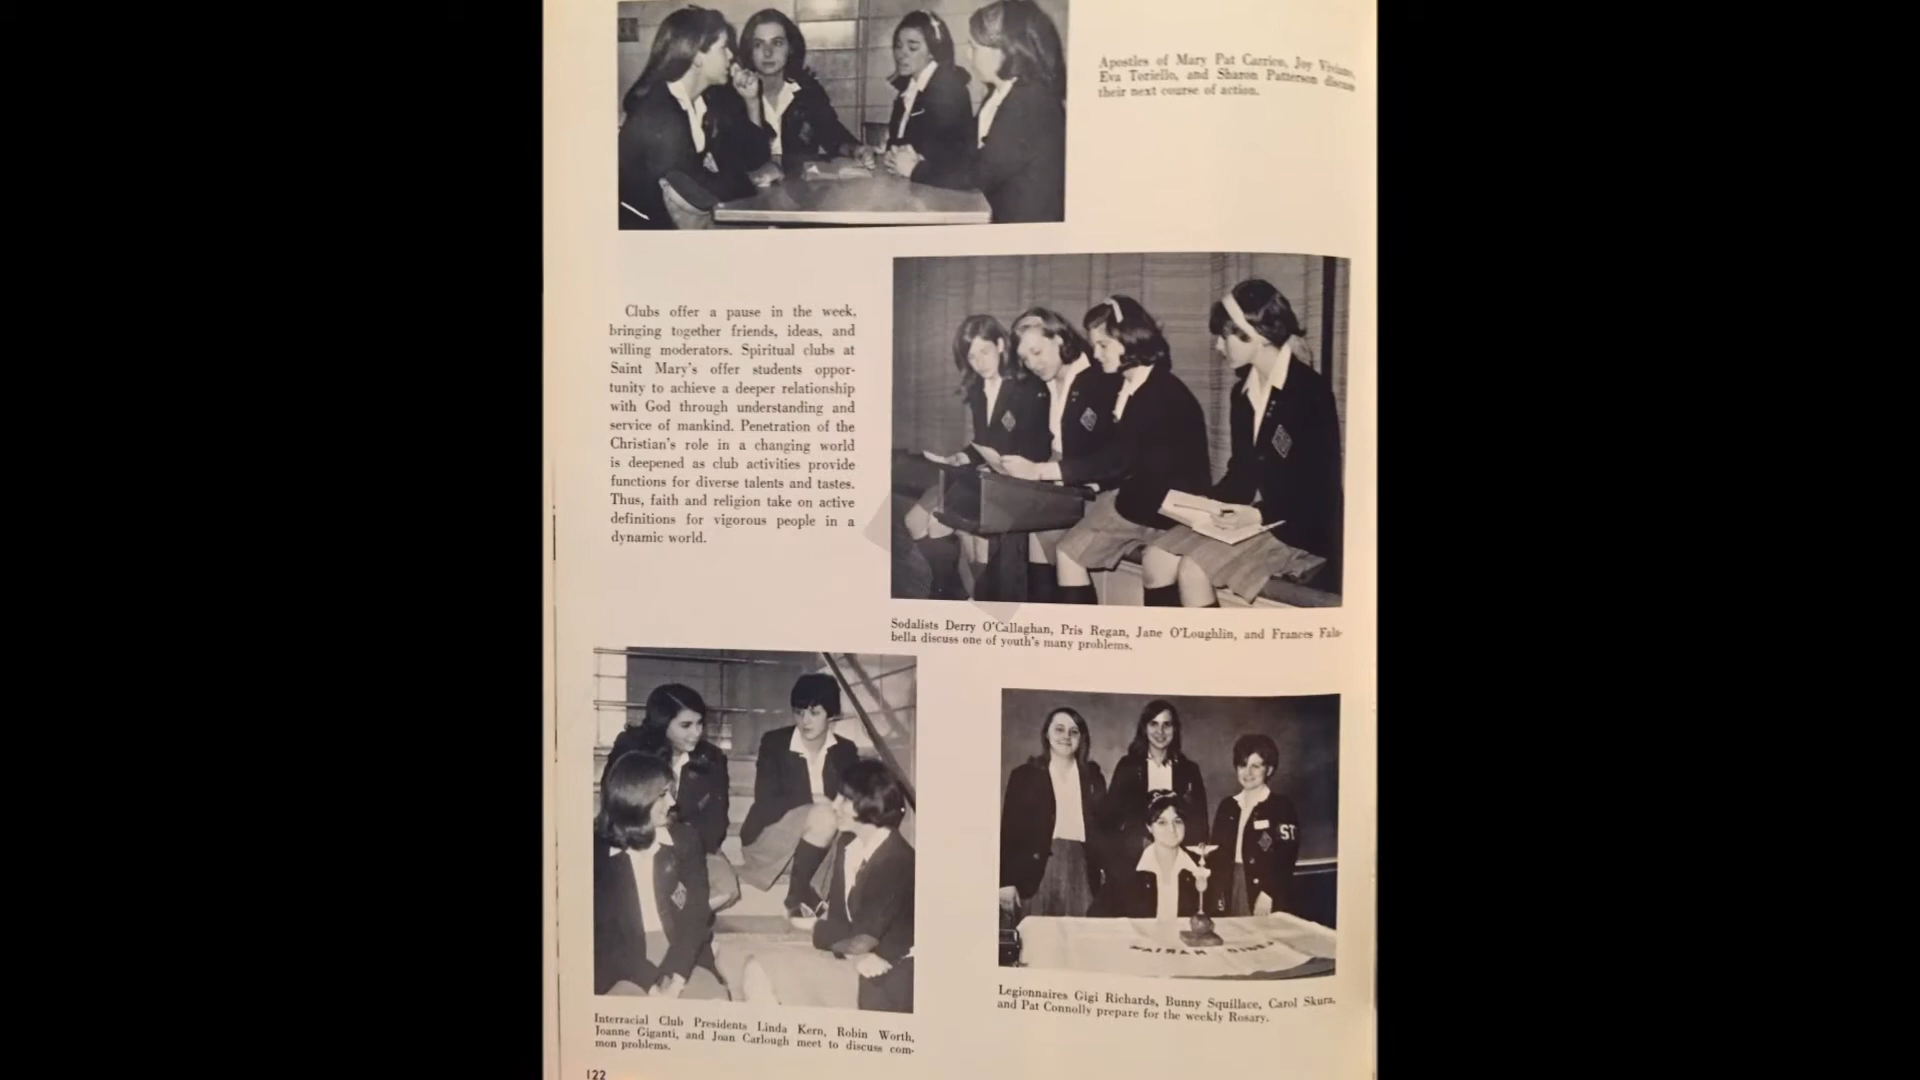 Apostles of Mary Pat Carrico, Joy Viviano,
Eva Toriello, and Sharon Patterson discuss
their next course of action.
Clubs offer a pause in the week,
bringing together friends, ideas, and
willing moderators. Spiritual clubs at
Saint Mary's offer students oppor-
tunity to achieve a deeper relationship
with God through understanding and
service of mankind. Penetration of the
Christian's role in a changing world
is deepened as club activities provide
functions for diverse talents and tastes.
Thus, faith and religion take on active
definitions for vigorous people in a
dynamic world.
Sodalists Derry O'Callaghan, Pris Regan, Jane O'Loughlin, and Frances Fala-
bella discuss one of youth's many problems.
ST
Legionnaires Gigi Richards, Bunny Squillace, Carol Skura,
and Pat Connolly prepare for the weekly Rosary.
Interracial Club Presidents Linda Kern, Robin Worth,
Joanne Giganti, and Joan Carlough meet to discuss com-
mon problems.
122